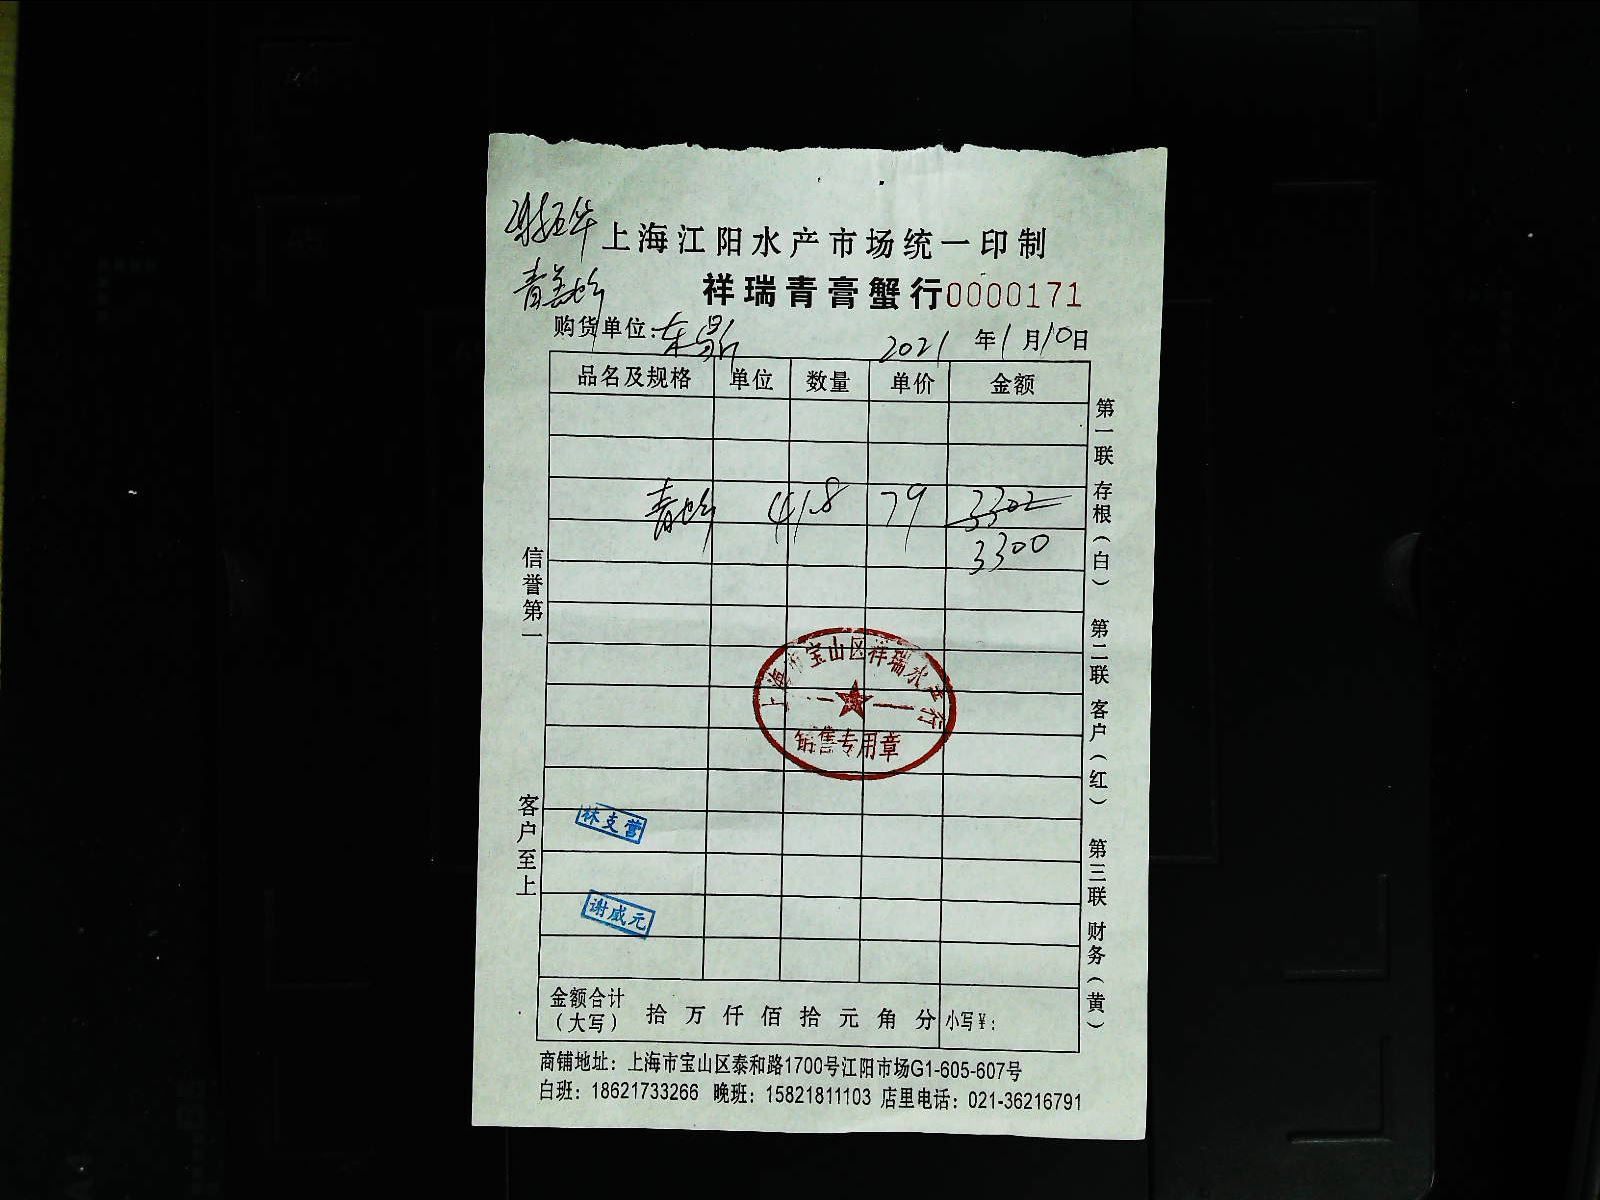 上海江阳水产市场统一印制
祥瑞青膏蟹行0000171
购货单位：东昂 2021年1月10日
品名及规格 单位 数量 单价 金额
青 41.8 79 3302
3300
上海市宝山区祥瑞水产行
销售专用章
林支营
谢咸元
信誉第一
客户至上
第一联 存根（白） 第二联 客户（红） 第三联 财务（黄）
金额合计（大写） 拾 万 仟 佰 拾 元 角 分 小写￥：
商铺地址：上海市宝山区泰和路1700号江阳市场G1-605-607号
白班：18621733266 晚班：15821811103 店里电话：021-36216791